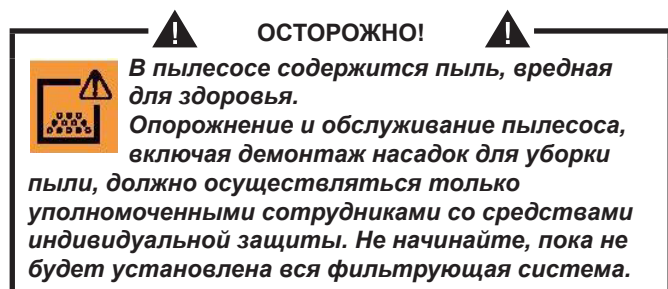 ОСТОРОЖНО!
В пылесосе содержится пыль, вредная
для здоровья.
Опорожнение и обслуживание пылесоса,
включая демонтаж насадок для уборки
пыли, должно осуществляться только
уполномоченными сотрудниками со средствами
индивидуальной защиты. Не начинайте, пока не
будет установлена вся фильтрующая система.